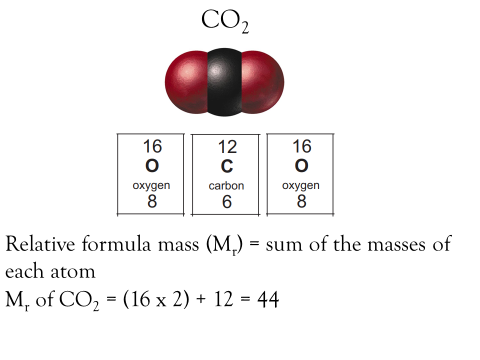 CO₂
16 12 16
O C O
oxygen carbon oxygen
8 6 8
Relative formula mass (Mᵣ) = sum of the masses of
each atom
Mᵣ of CO₂ = (16 x 2) + 12 = 44